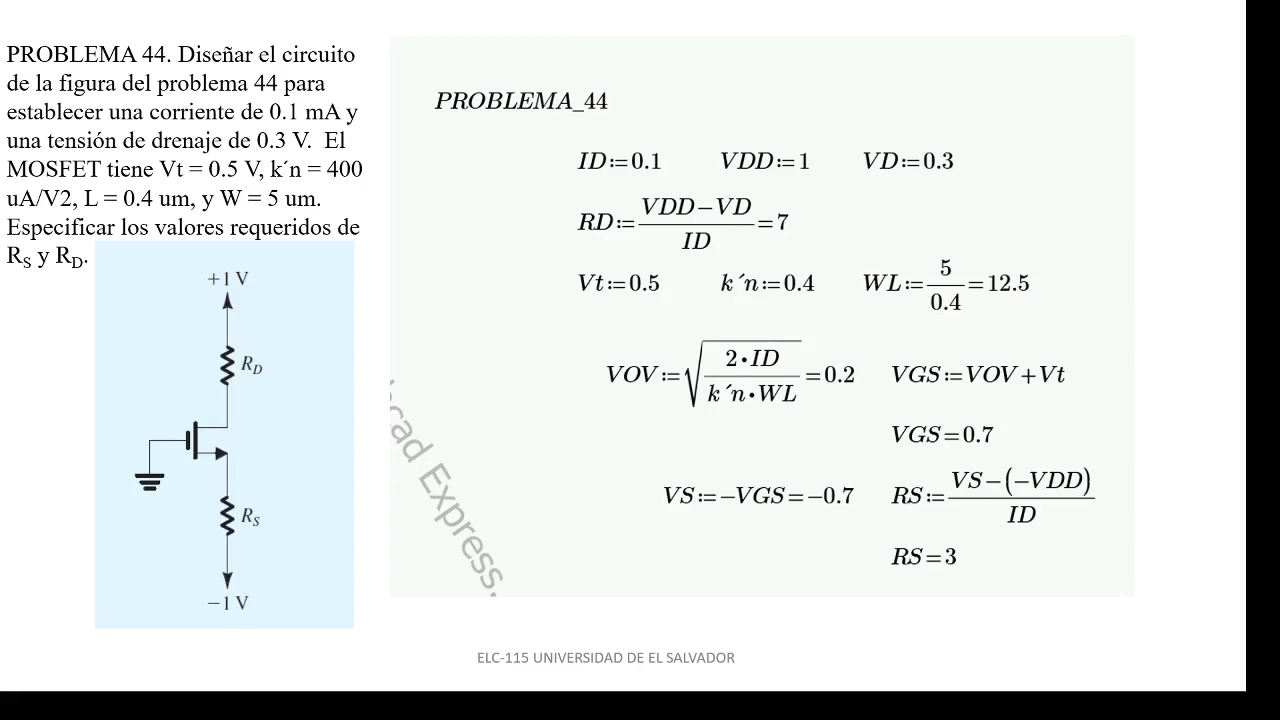 PROBLEMA 44. Diseñar el circuito
de la figura del problema 44 para
establecer una corriente de 0.1 mA y
una tensión de drenaje de 0.3 V. El
MOSFET tiene Vt = 0.5 V, k´n = 400
uA/V2, L = 0.4 um, y W = 5 um.
Especificar los valores requeridos de
R_S y R_D.
+1 V
R_D
R_S
−1 V
PROBLEMA_44
ID:=0.1 VDD:=1 VD:=0.3
RD:=(VDD−VD)/ID=7
Vt:=0.5 k´n:=0.4 WL:=5/0.4=12.5
VOV:=√((2•ID)/(k´n•WL))=0.2 VGS:=VOV+Vt
VGS=0.7
VS:=−VGS=−0.7 RS:=(VS−(−VDD))/ID
RS=3
Express.
ELC-115 UNIVERSIDAD DE EL SALVADOR